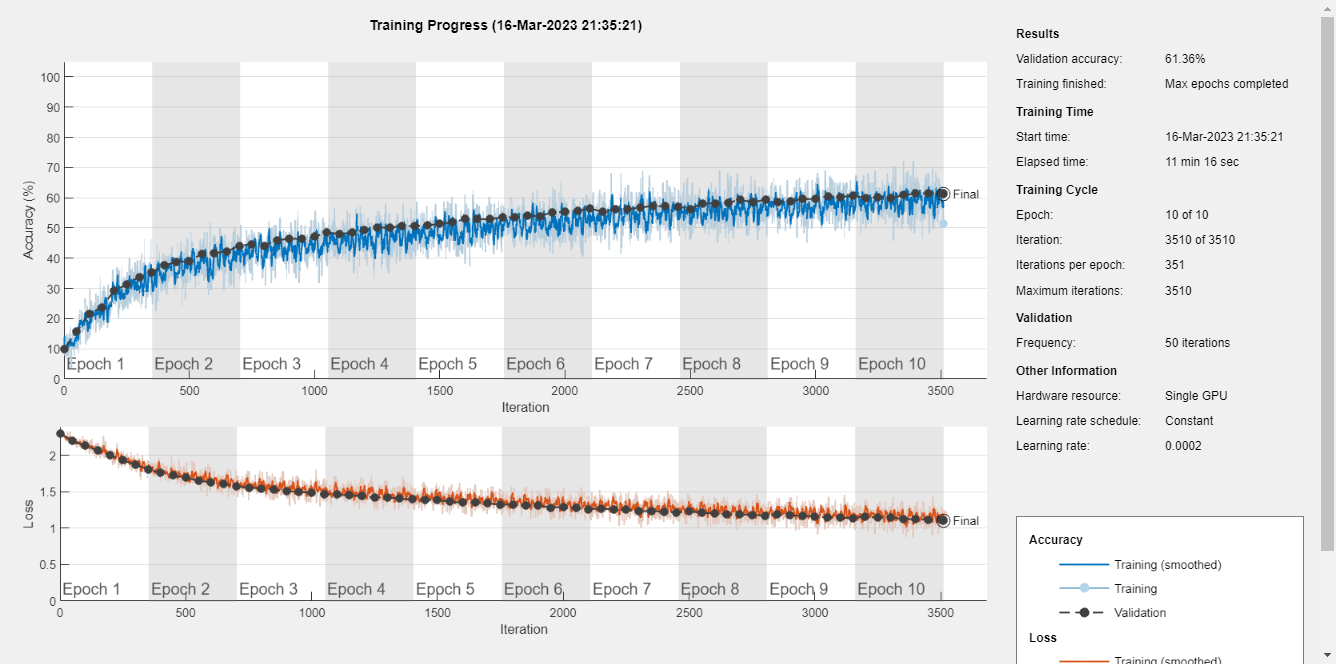 Training Progress (16-Mar-2023 21:35:21)
100
90
80
70
60
50
40
30
20
10
0
Accuracy (%)
Final
Epoch 1
Epoch 2
Epoch 3
Epoch 4
Epoch 5
Epoch 6
Epoch 7
Epoch 8
Epoch 9
Epoch 10
0
500
1000
1500
2000
2500
3000
3500
Iteration
2
1.5
1
0.5
0
Loss
Final
Epoch 1
Epoch 2
Epoch 3
Epoch 4
Epoch 5
Epoch 6
Epoch 7
Epoch 8
Epoch 9
Epoch 10
0
500
1000
1500
2000
2500
3000
3500
Iteration
Results
Validation accuracy: 61.36%
Training finished: Max epochs completed
Training Time
Start time: 16-Mar-2023 21:35:21
Elapsed time: 11 min 16 sec
Training Cycle
Epoch: 10 of 10
Iteration: 3510 of 3510
Iterations per epoch: 351
Maximum iterations: 3510
Validation
Frequency: 50 iterations
Other Information
Hardware resource: Single GPU
Learning rate schedule: Constant
Learning rate: 0.0002
Accuracy
Training (smoothed)
Training
Validation
Loss
Training (smoothed)